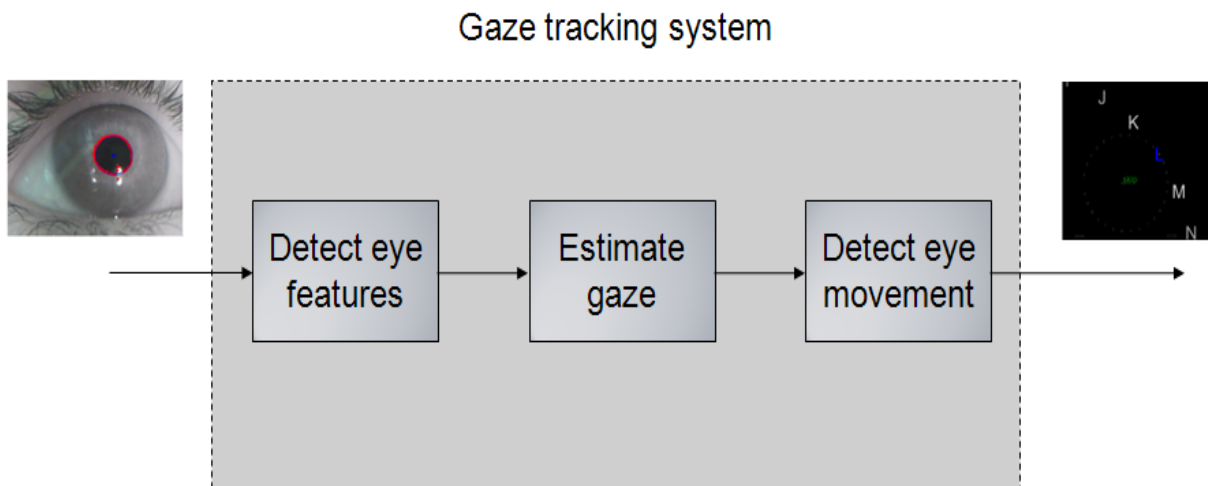 Gaze tracking system
Detect eye
features
Estimate
gaze
Detect eye
movement
J
K
L
M
N